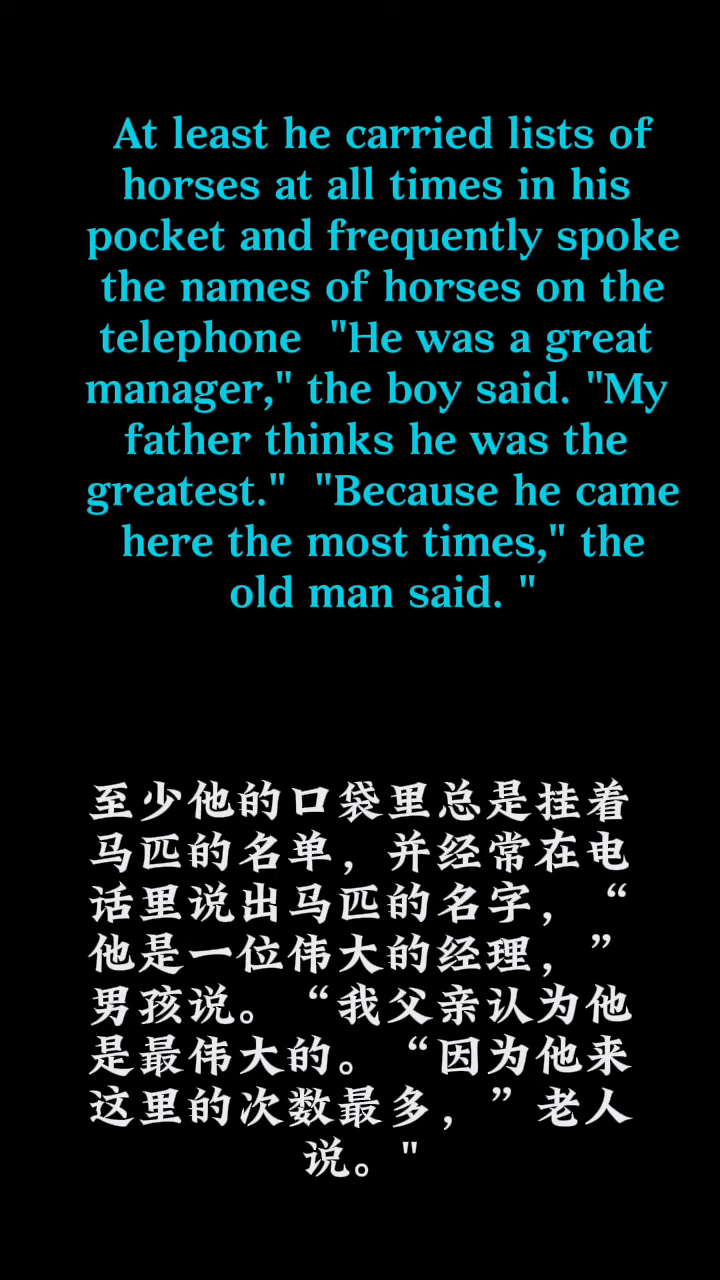 At least he carried lists of
horses at all times in his
pocket and frequently spoke
the names of horses on the
telephone  "He was a great
manager," the boy said. "My
father thinks he was the
greatest."  "Because he came
here the most times," the
old man said. "
至少他的口袋里总是挂着
马匹的名单，并经常在电
话里说出马匹的名字，“
他是一位伟大的经理，”
男孩说。“我父亲认为他
是最伟大的。“因为他来
这里的次数最多，”老人
说。"